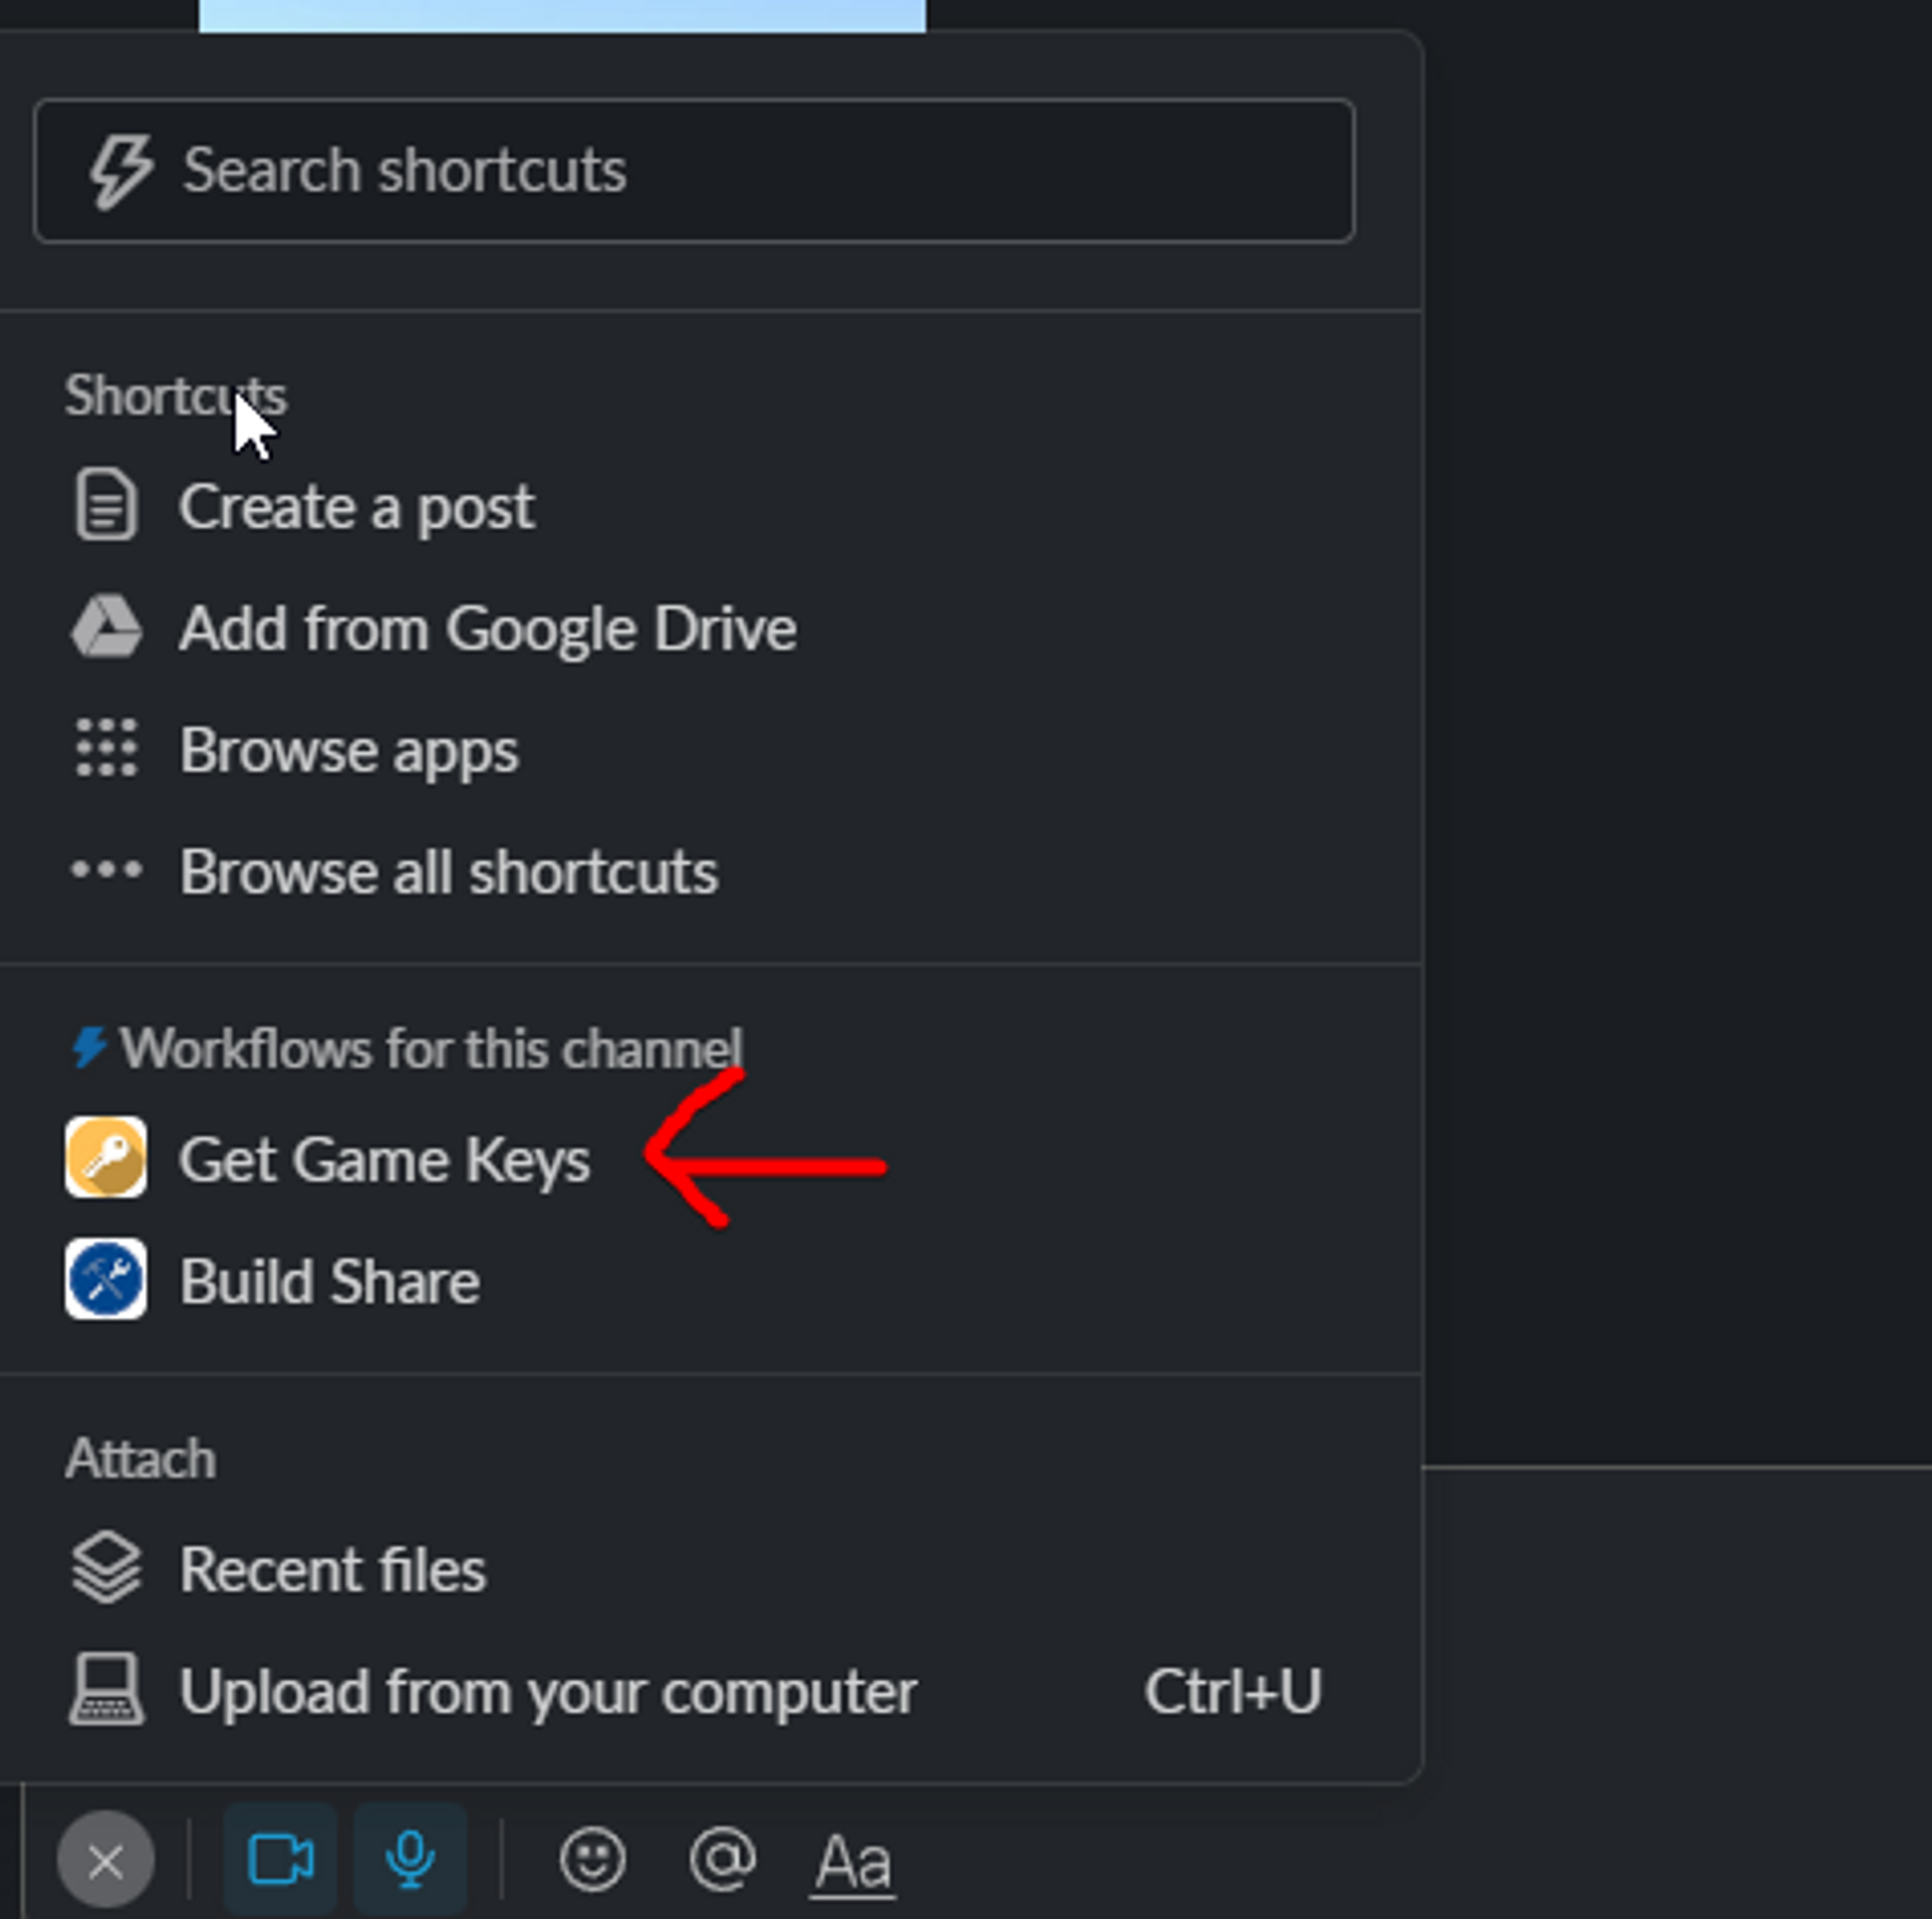 Search shortcuts
Shortcuts
Create a post
Add from Google Drive
Browse apps
Browse all shortcuts
Workflows for this channel
Get Game Keys
Build Share
Attach
Recent files
Upload from your computer Ctrl+U
@ Aa